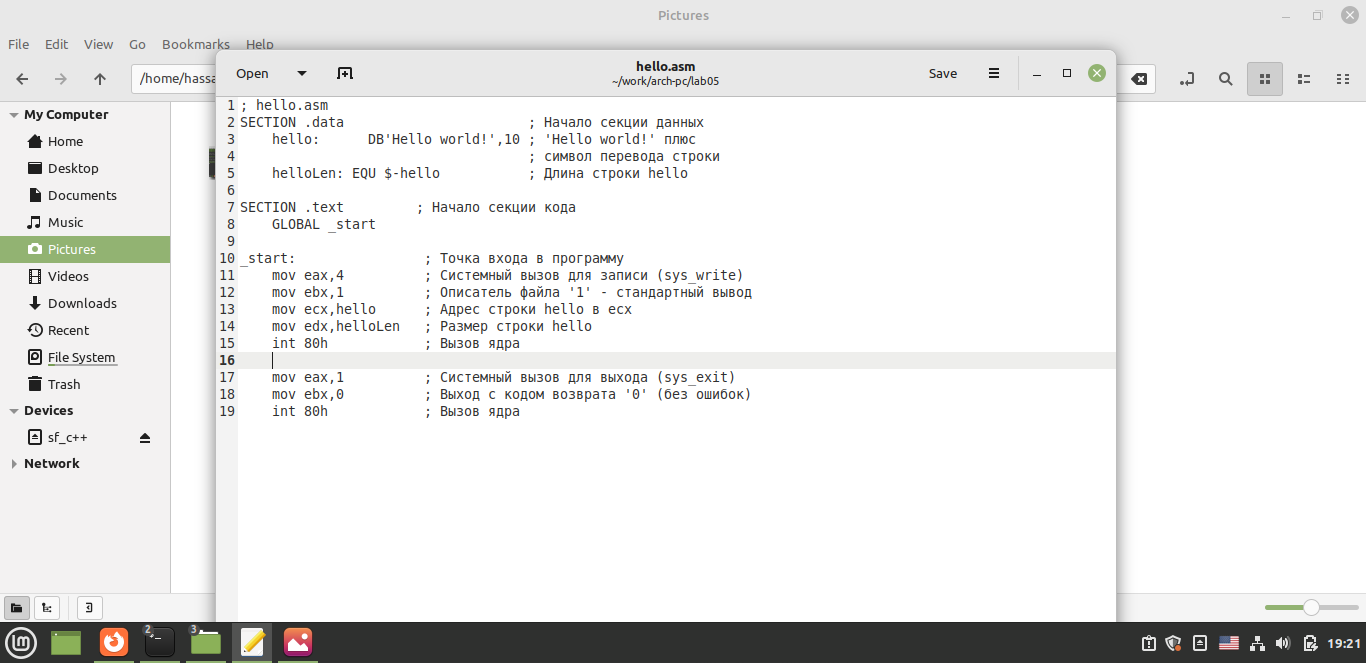 Pictures
File Edit View Go Bookmarks Help
/home/hassa
My Computer
Home
Desktop
Documents
Music
Pictures
Videos
Downloads
Recent
File System
Trash
Devices
sf_c++
Network
Open
hello.asm
~/work/arch-pc/lab05
Save
1 ; hello.asm
2 SECTION .data ; Начало секции данных
3 hello: DB'Hello world!',10 ; 'Hello world!' плюс
4 ; символ перевода строки
5 helloLen: EQU $-hello ; Длина строки hello
6
7 SECTION .text ; Начало секции кода
8 GLOBAL _start
9
10 _start: ; Точка входа в программу
11 mov eax,4 ; Системный вызов для записи (sys_write)
12 mov ebx,1 ; Описатель файла '1' - стандартный вывод
13 mov ecx,hello ; Адрес строки hello в ecx
14 mov edx,helloLen ; Размер строки hello
15 int 80h ; Вызов ядра
16
17 mov eax,1 ; Системный вызов для выхода (sys_exit)
18 mov ebx,0 ; Выход с кодом возврата '0' (без ошибок)
19 int 80h ; Вызов ядра
2
3
19:21